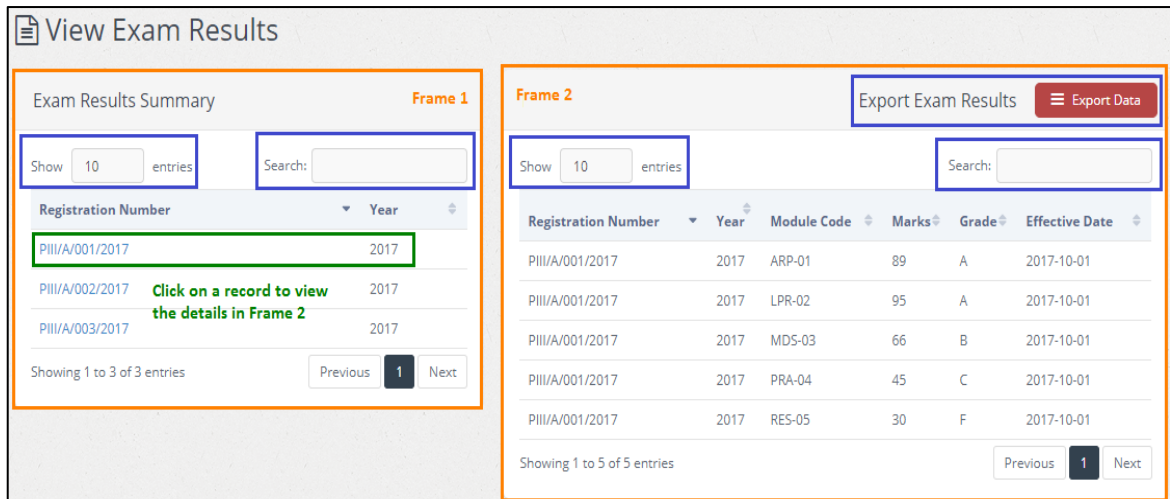 View Exam Results
Exam Results Summary Frame 1
Show 10 entries Search:
Registration Number Year
PIII/A/001/2017 2017
PIII/A/002/2017 2017
Click on a record to view
the details in Frame 2
PIII/A/003/2017 2017
Showing 1 to 3 of 3 entries Previous 1 Next
Frame 2 Export Exam Results Export Data
Show 10 entries Search:
Registration Number Year Module Code Marks Grade Effective Date
PIII/A/001/2017 2017 ARP-01 89 A 2017-10-01
PIII/A/001/2017 2017 LPR-02 95 A 2017-10-01
PIII/A/001/2017 2017 MDS-03 66 B 2017-10-01
PIII/A/001/2017 2017 PRA-04 45 C 2017-10-01
PIII/A/001/2017 2017 RES-05 30 F 2017-10-01
Showing 1 to 5 of 5 entries Previous 1 Next